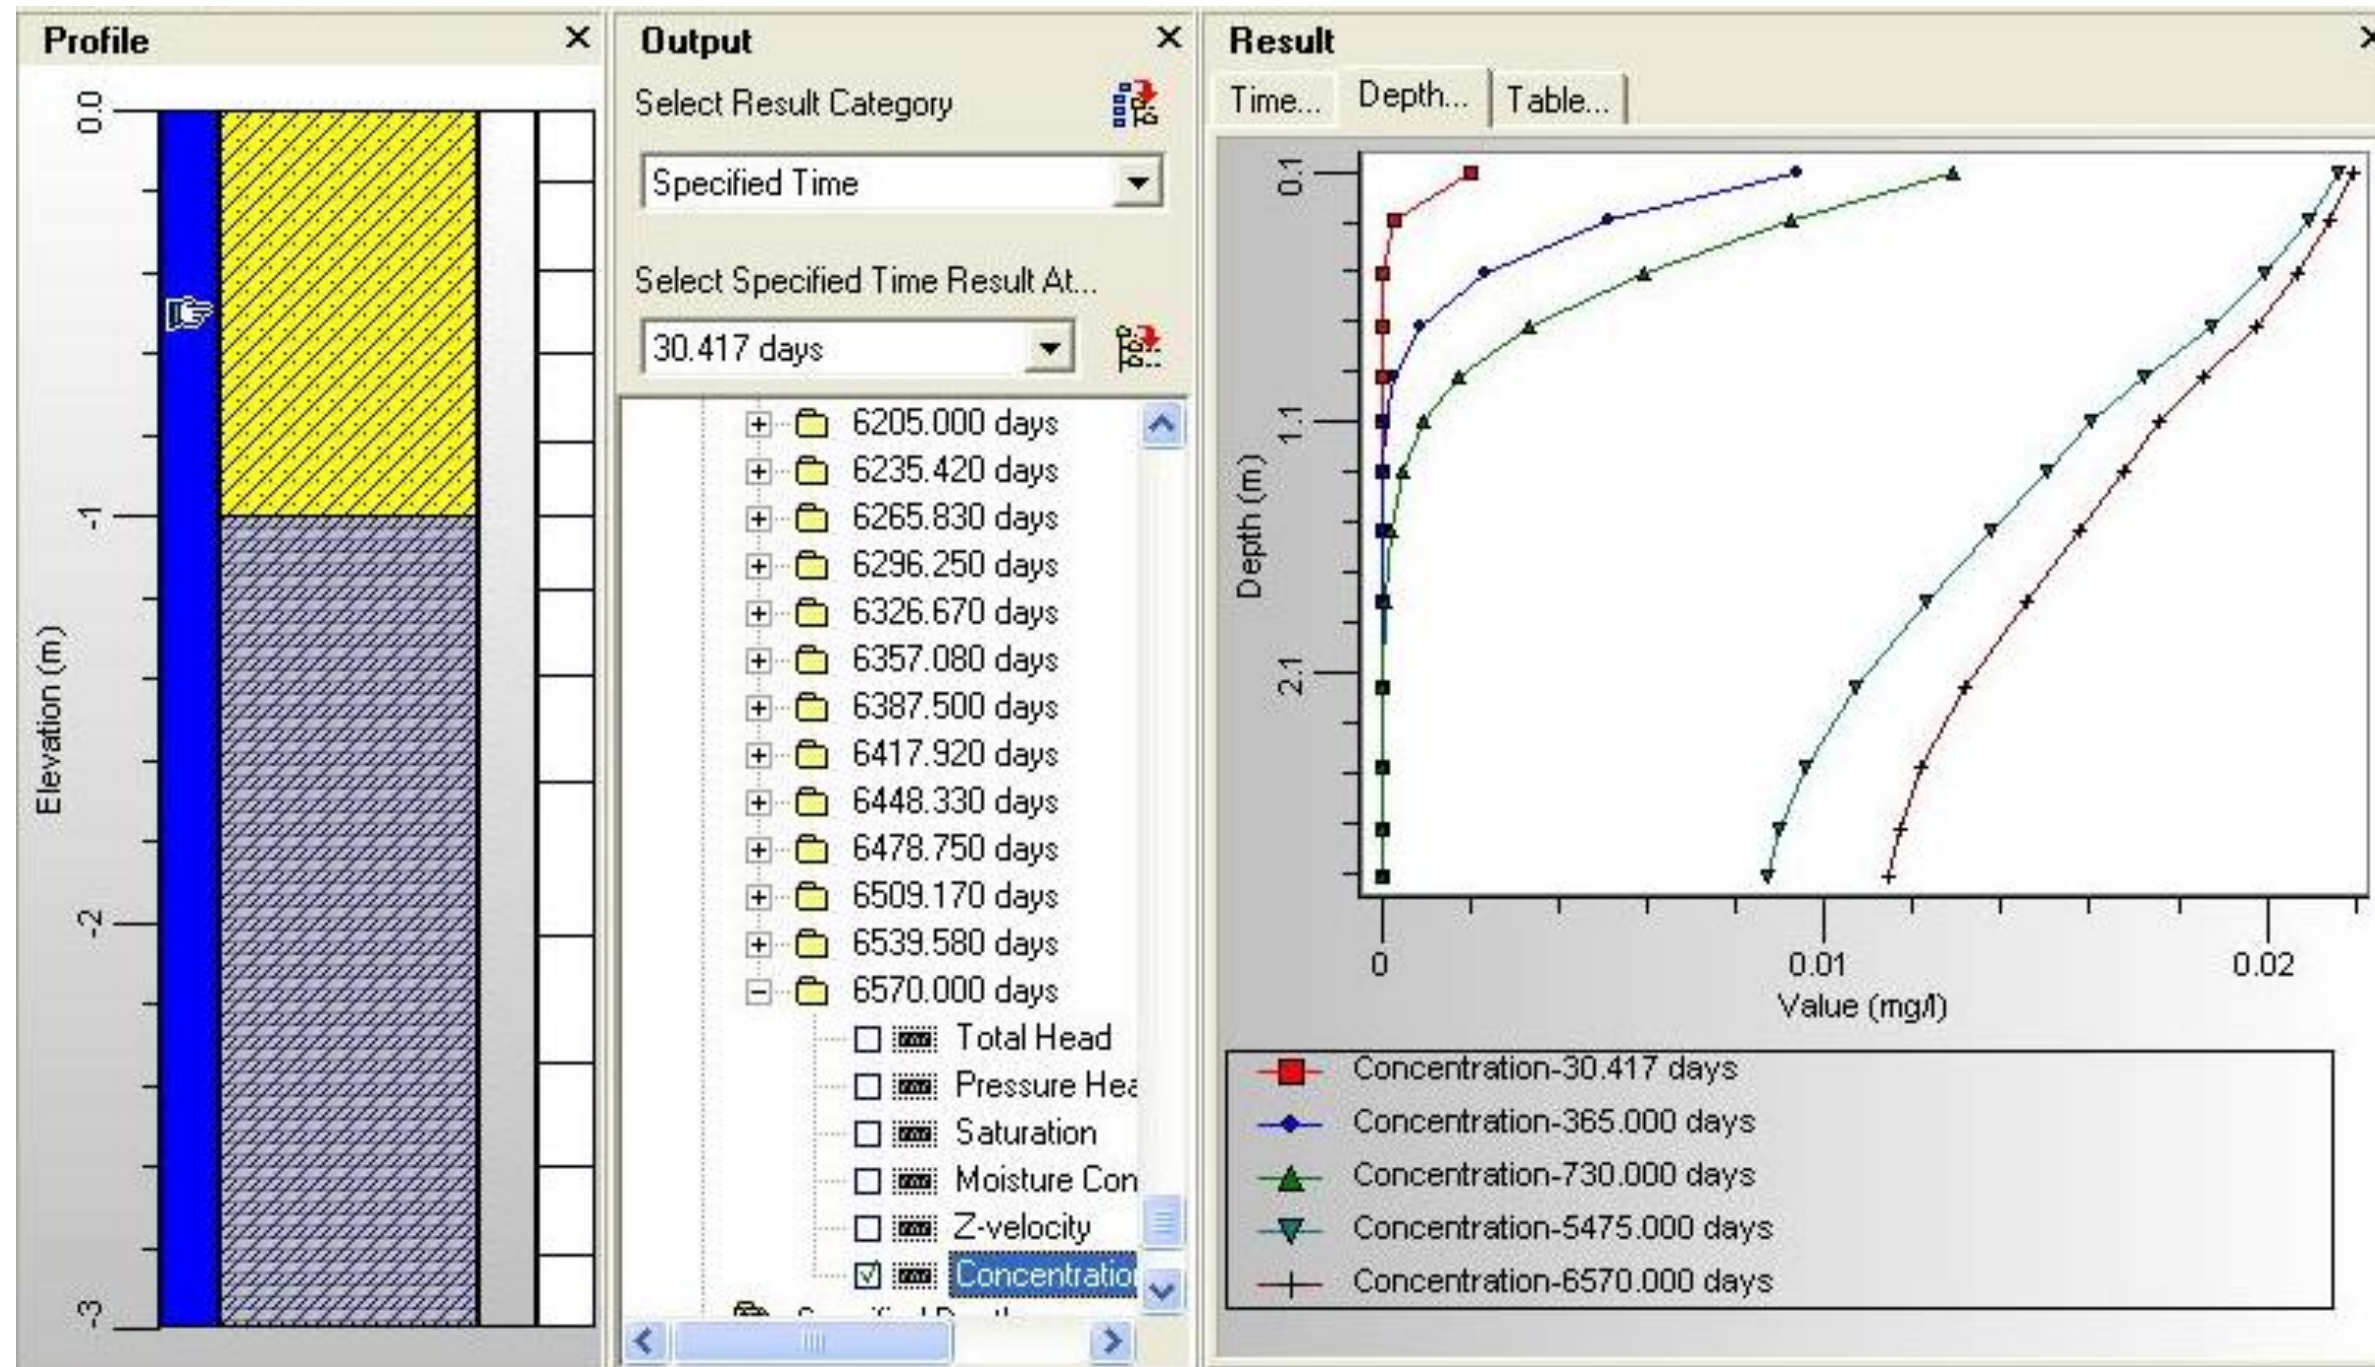 Profile
0.0
-1
-2
-3
Elevation (m)
Output
Select Result Category
Specified Time
Select Specified Time Result At...
30.417 days
6205.000 days
6235.420 days
6265.830 days
6296.250 days
6326.670 days
6357.080 days
6387.500 days
6417.920 days
6448.330 days
6478.750 days
6509.170 days
6539.580 days
6570.000 days
Total Head
Pressure Hea
Saturation
Moisture Con
Z-velocity
Concentration
Result
Time...
Depth...
Table...
0.1
1.1
2.1
Depth (m)
0
0.01
0.02
Value (mg/l)
Concentration-30.417 days
Concentration-365.000 days
Concentration-730.000 days
Concentration-5475.000 days
Concentration-6570.000 days